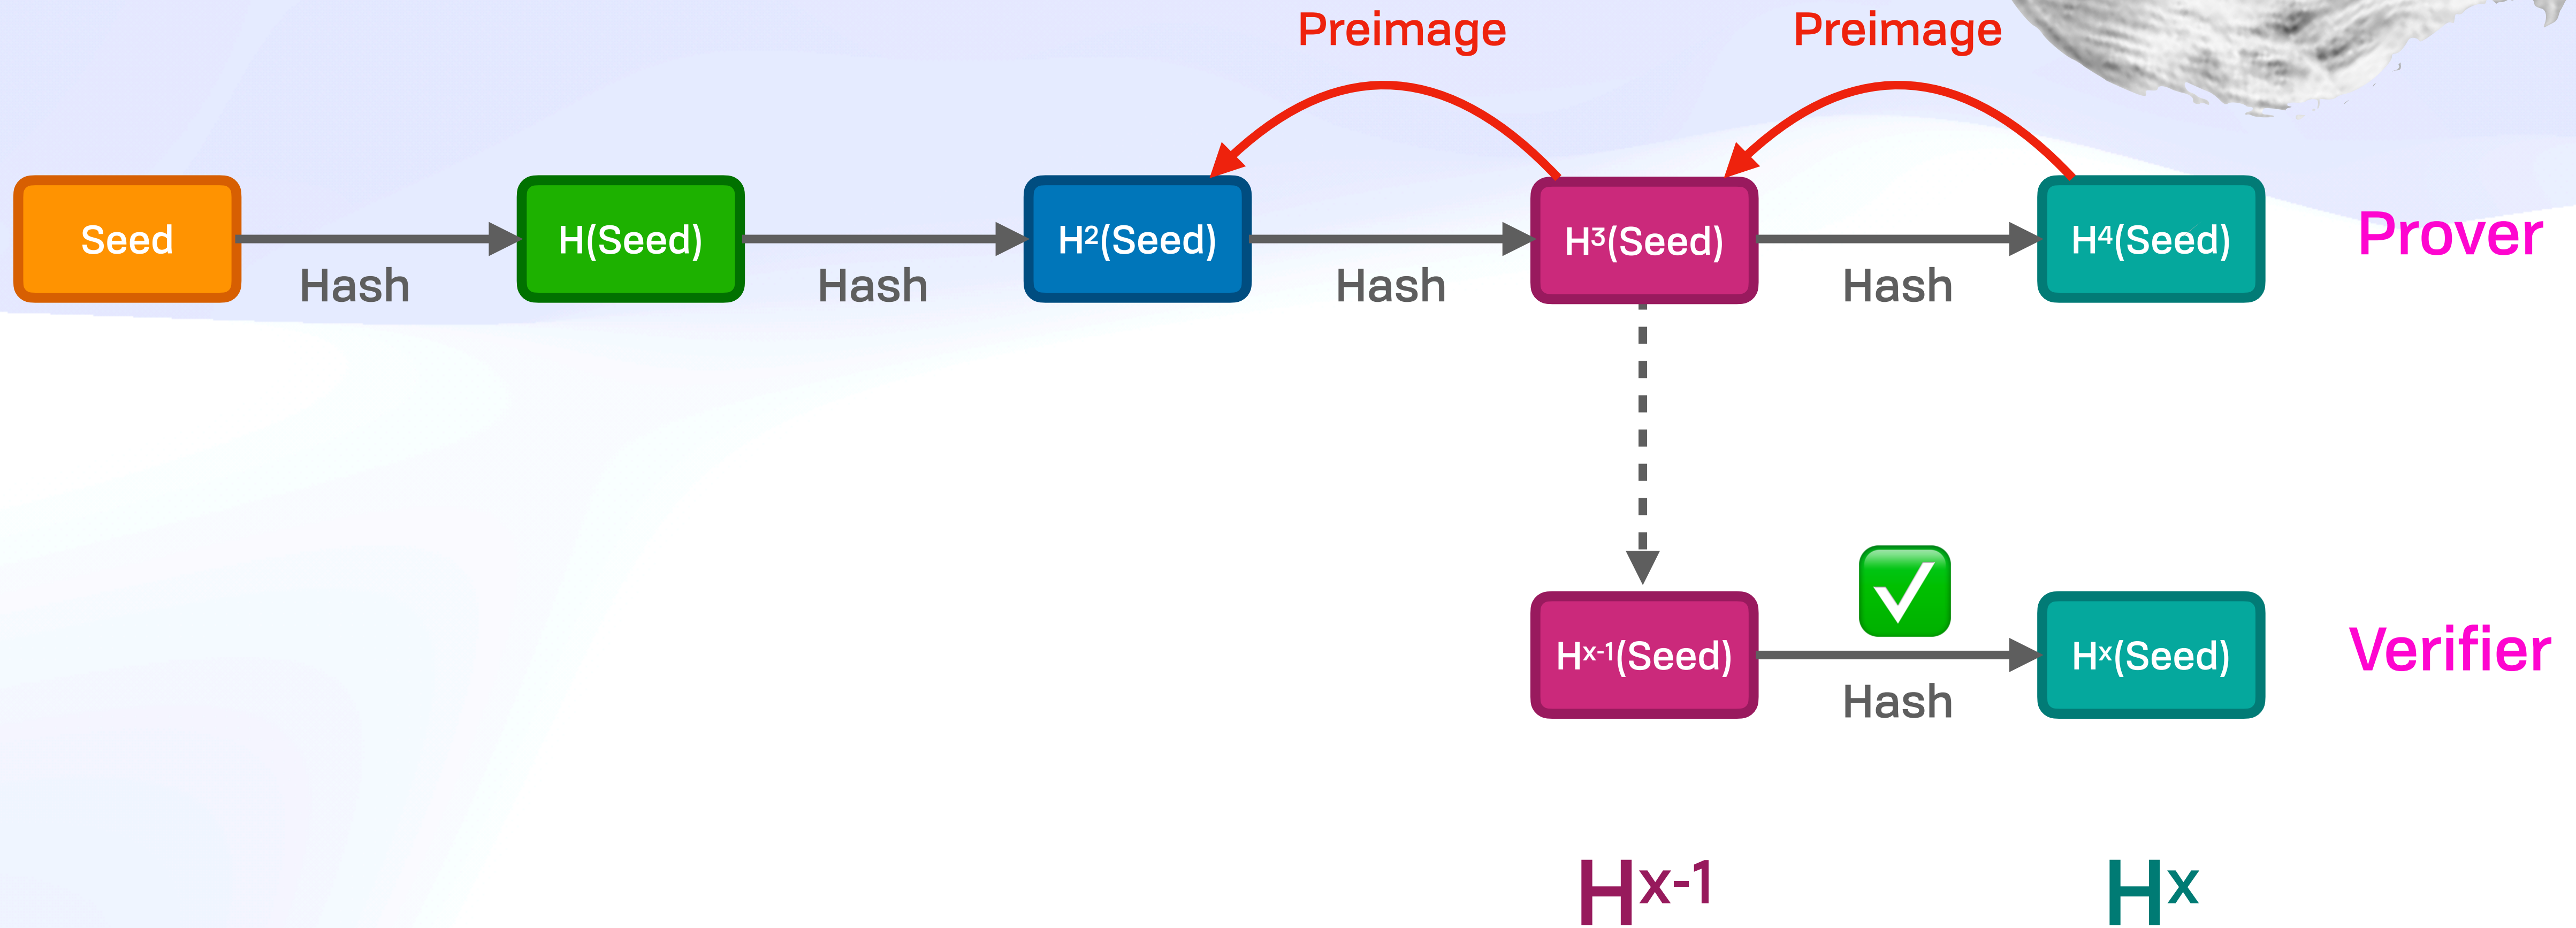 Preimage
Preimage
Seed
H(Seed)
H²(Seed)
H³(Seed)
H⁴(Seed)
Prover
Hash
Hash
Hash
Hash
Hˣ⁻¹(Seed)
Hˣ(Seed)
Verifier
Hash
Hˣ⁻¹
Hˣ